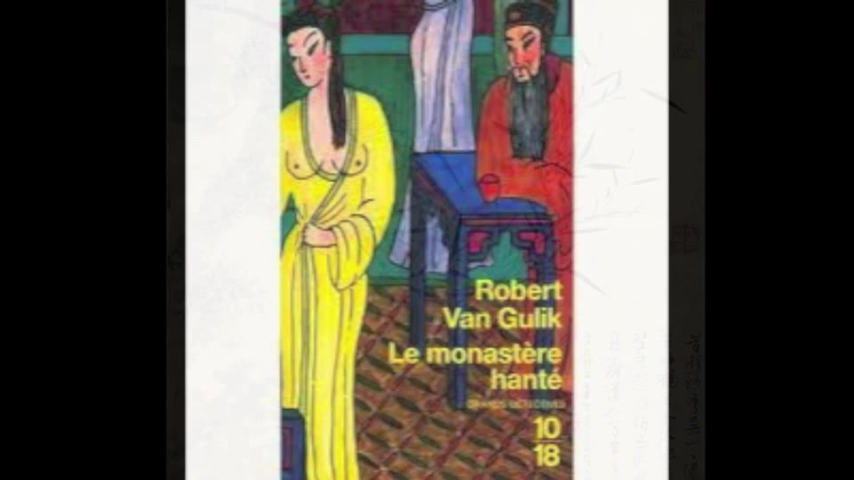 Robert
Van Gulik
Le monastère
hanté
GRANDS DÉTECTIVES
10
18